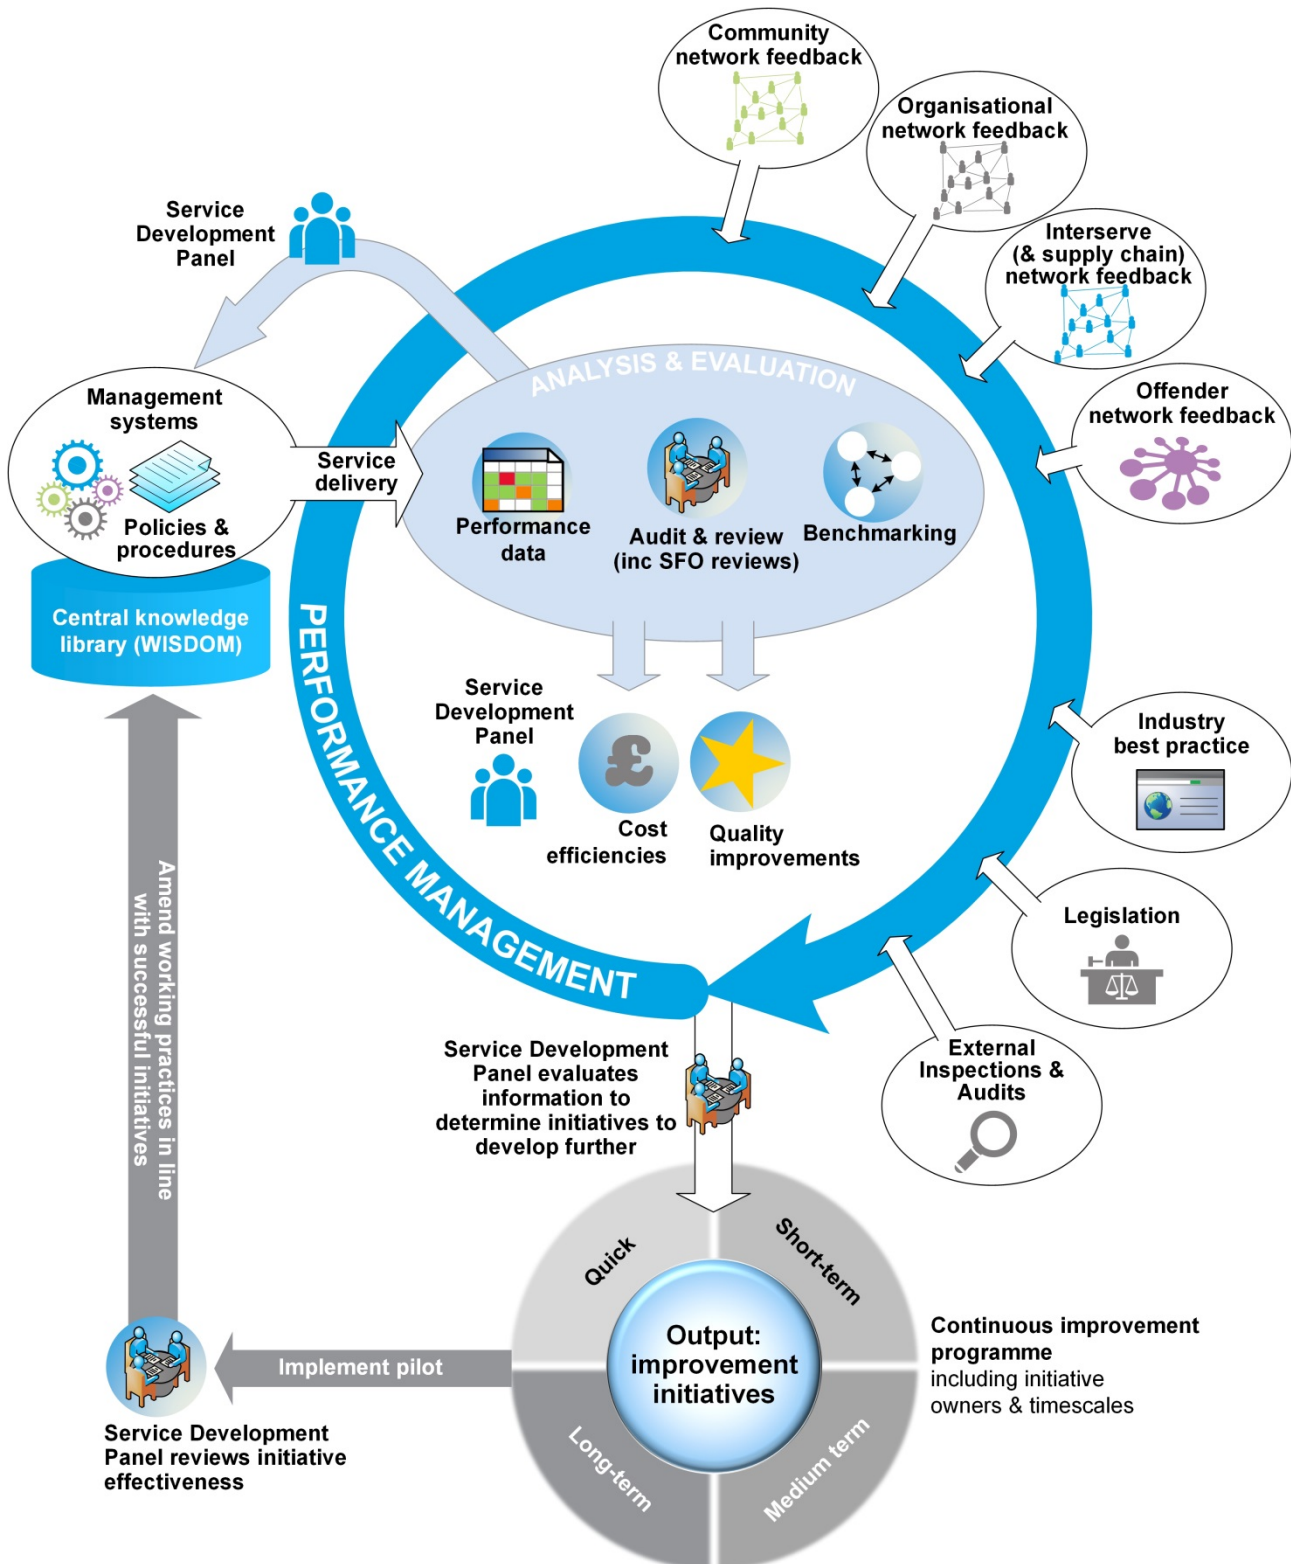 Community
network feedback
Organisational
network feedback
Interserve
(& supply chain)
network feedback
Offender
network feedback
Service
Development
Panel
Management
systems
Policies &
procedures
Service
delivery
Central knowledge
library (WISDOM)
ANALYSIS & EVALUATION
Performance
data
Audit & review
(inc SFO reviews)
Benchmarking
PERFORMANCE MANAGEMENT
Service
Development
Panel
£
Cost
efficiencies
Quality
improvements
Industry
best practice
Legislation
External
Inspections &
Audits
Service Development
Panel evaluates
information to
determine initiatives to
develop further
Amend working practices in line
with successful initiatives
Quick
Short-term
Output:
improvement
initiatives
Long-term
Medium term
Continuous improvement
programme
including initiative
owners & timescales
Implement pilot
Service Development
Panel reviews initiative
effectiveness